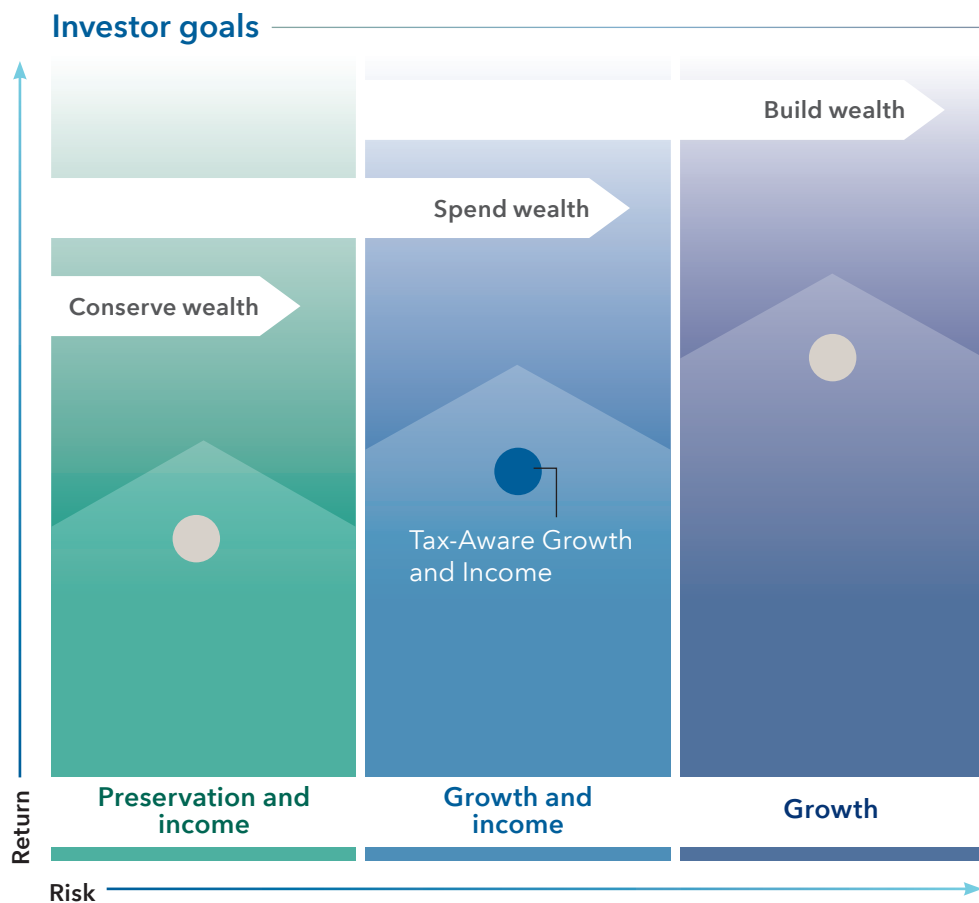 Investor goals
Build wealth
Spend wealth
Conserve wealth
Tax-Aware Growth
and Income
Return
Preservation and
income
Growth and
income
Growth
Risk